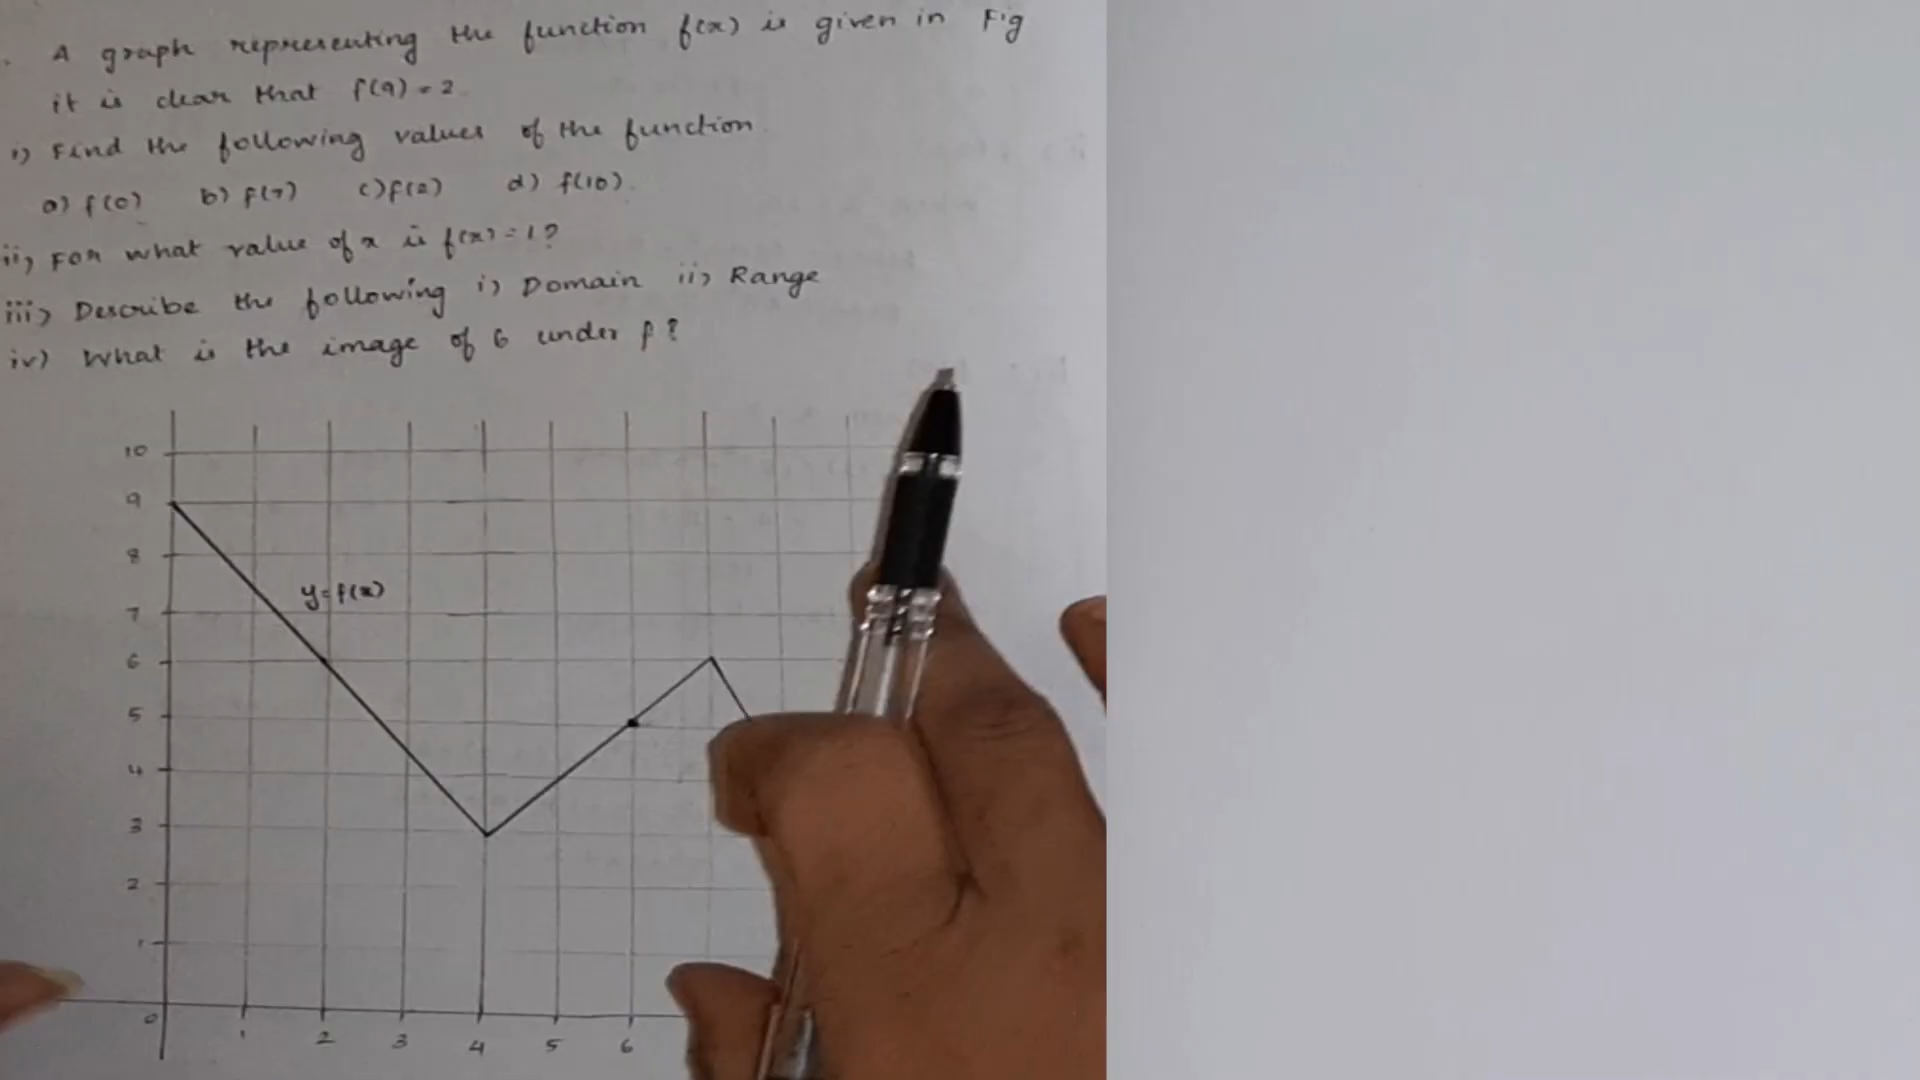 A graph representing the function f(x) is given in Fig
it is clear that f(9) = 2
i) Find the following values of the function
a) f(0) b) f(7) c) f(2) d) f(10).
ii) For what value of x is f(x) = 1?
iii) Describe the following i) Domain ii) Range
iv) What is the image of 6 under f?
10
9
8
y = f(x)
7
6
5
4
3
2
1
0 1 2 3 4 5 6